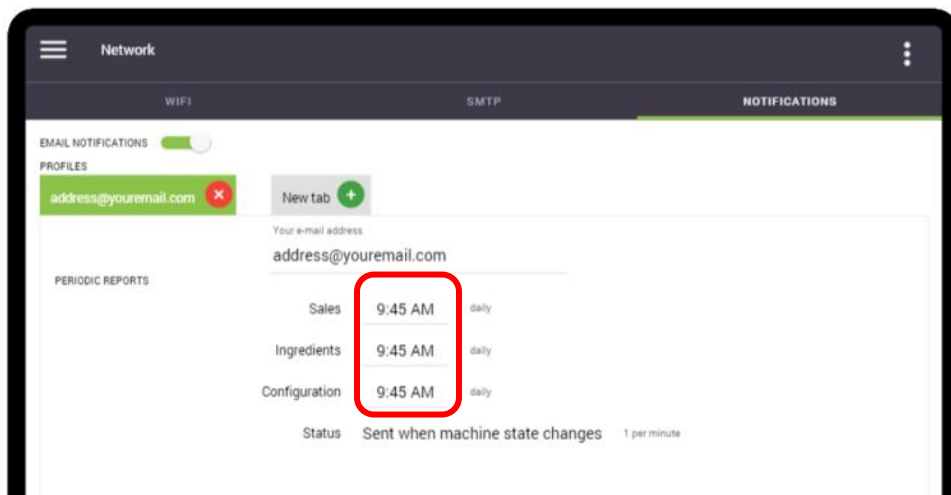 Network
WIFI SMTP NOTIFICATIONS
EMAIL NOTIFICATIONS
PROFILES
address@youremail.com New tab
Your e-mail address
address@youremail.com
PERIODIC REPORTS
Sales 9:45 AM daily
Ingredients 9:45 AM daily
Configuration 9:45 AM daily
Status Sent when machine state changes 1 per minute